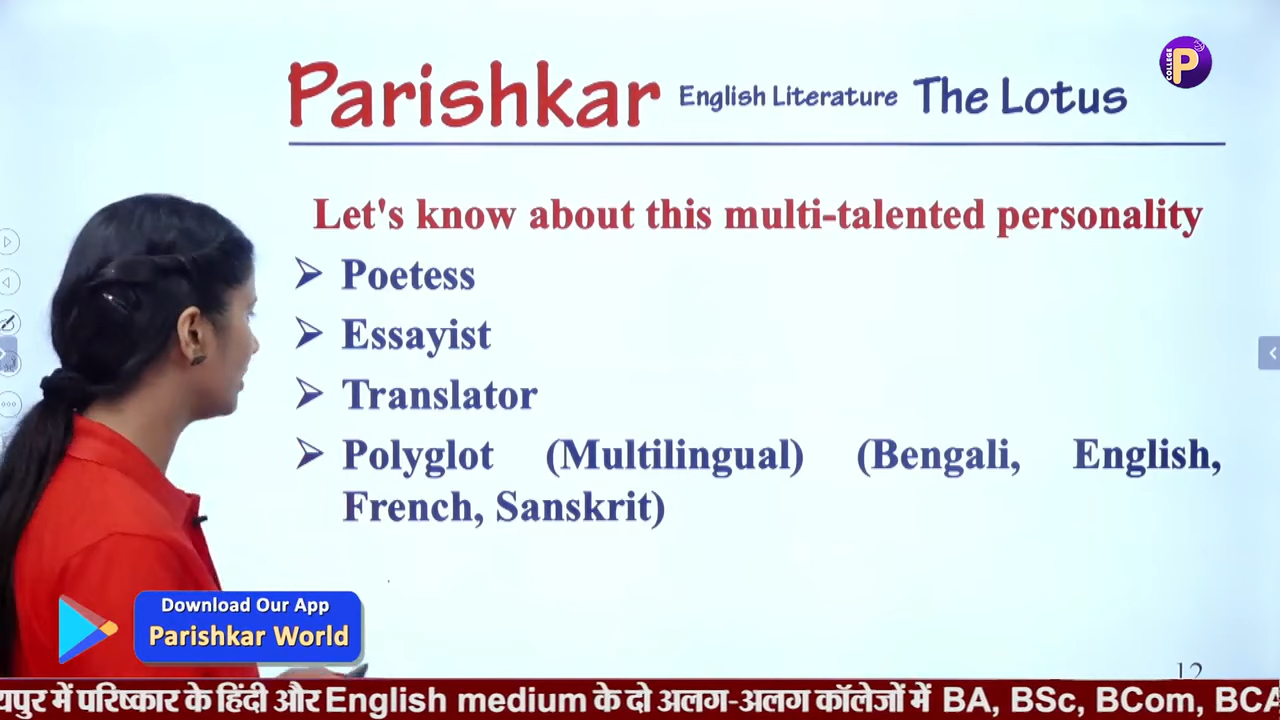 Parishkar English Literature The Lotus
COLLEGE P
Let's know about this multi-talented personality
➢ Poetess
➢ Essayist
➢ Translator
➢ Polyglot (Multilingual) (Bengali, English,
French, Sanskrit)
Download Our App
Parishkar World
12
में परिष्कार के हिंदी और English medium के दो अलग-अलग कॉलेजों में BA, BSc, BCom, BCA